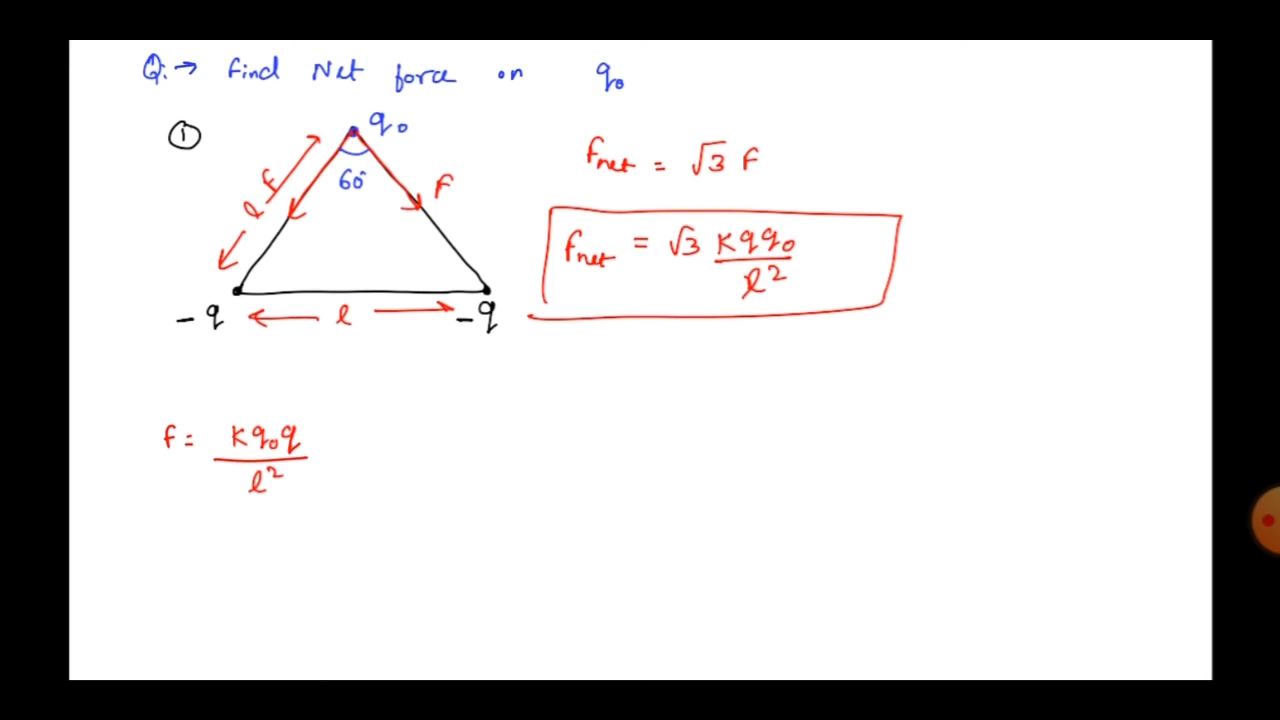 Q.→ find Net force on q₀
①
q₀
60°
F
F
l
-q
l
-q
Fnet = √3 F
Fnet = √3 Kqq₀/l²
F = Kq₀q/l²